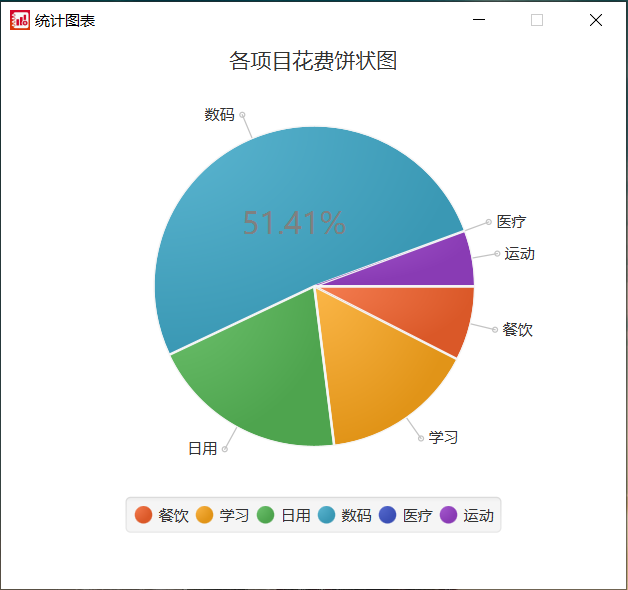 统计图表
各项目花费饼状图
数码
51.41%
医疗
运动
餐饮
学习
日用
餐饮 学习 日用 数码 医疗 运动